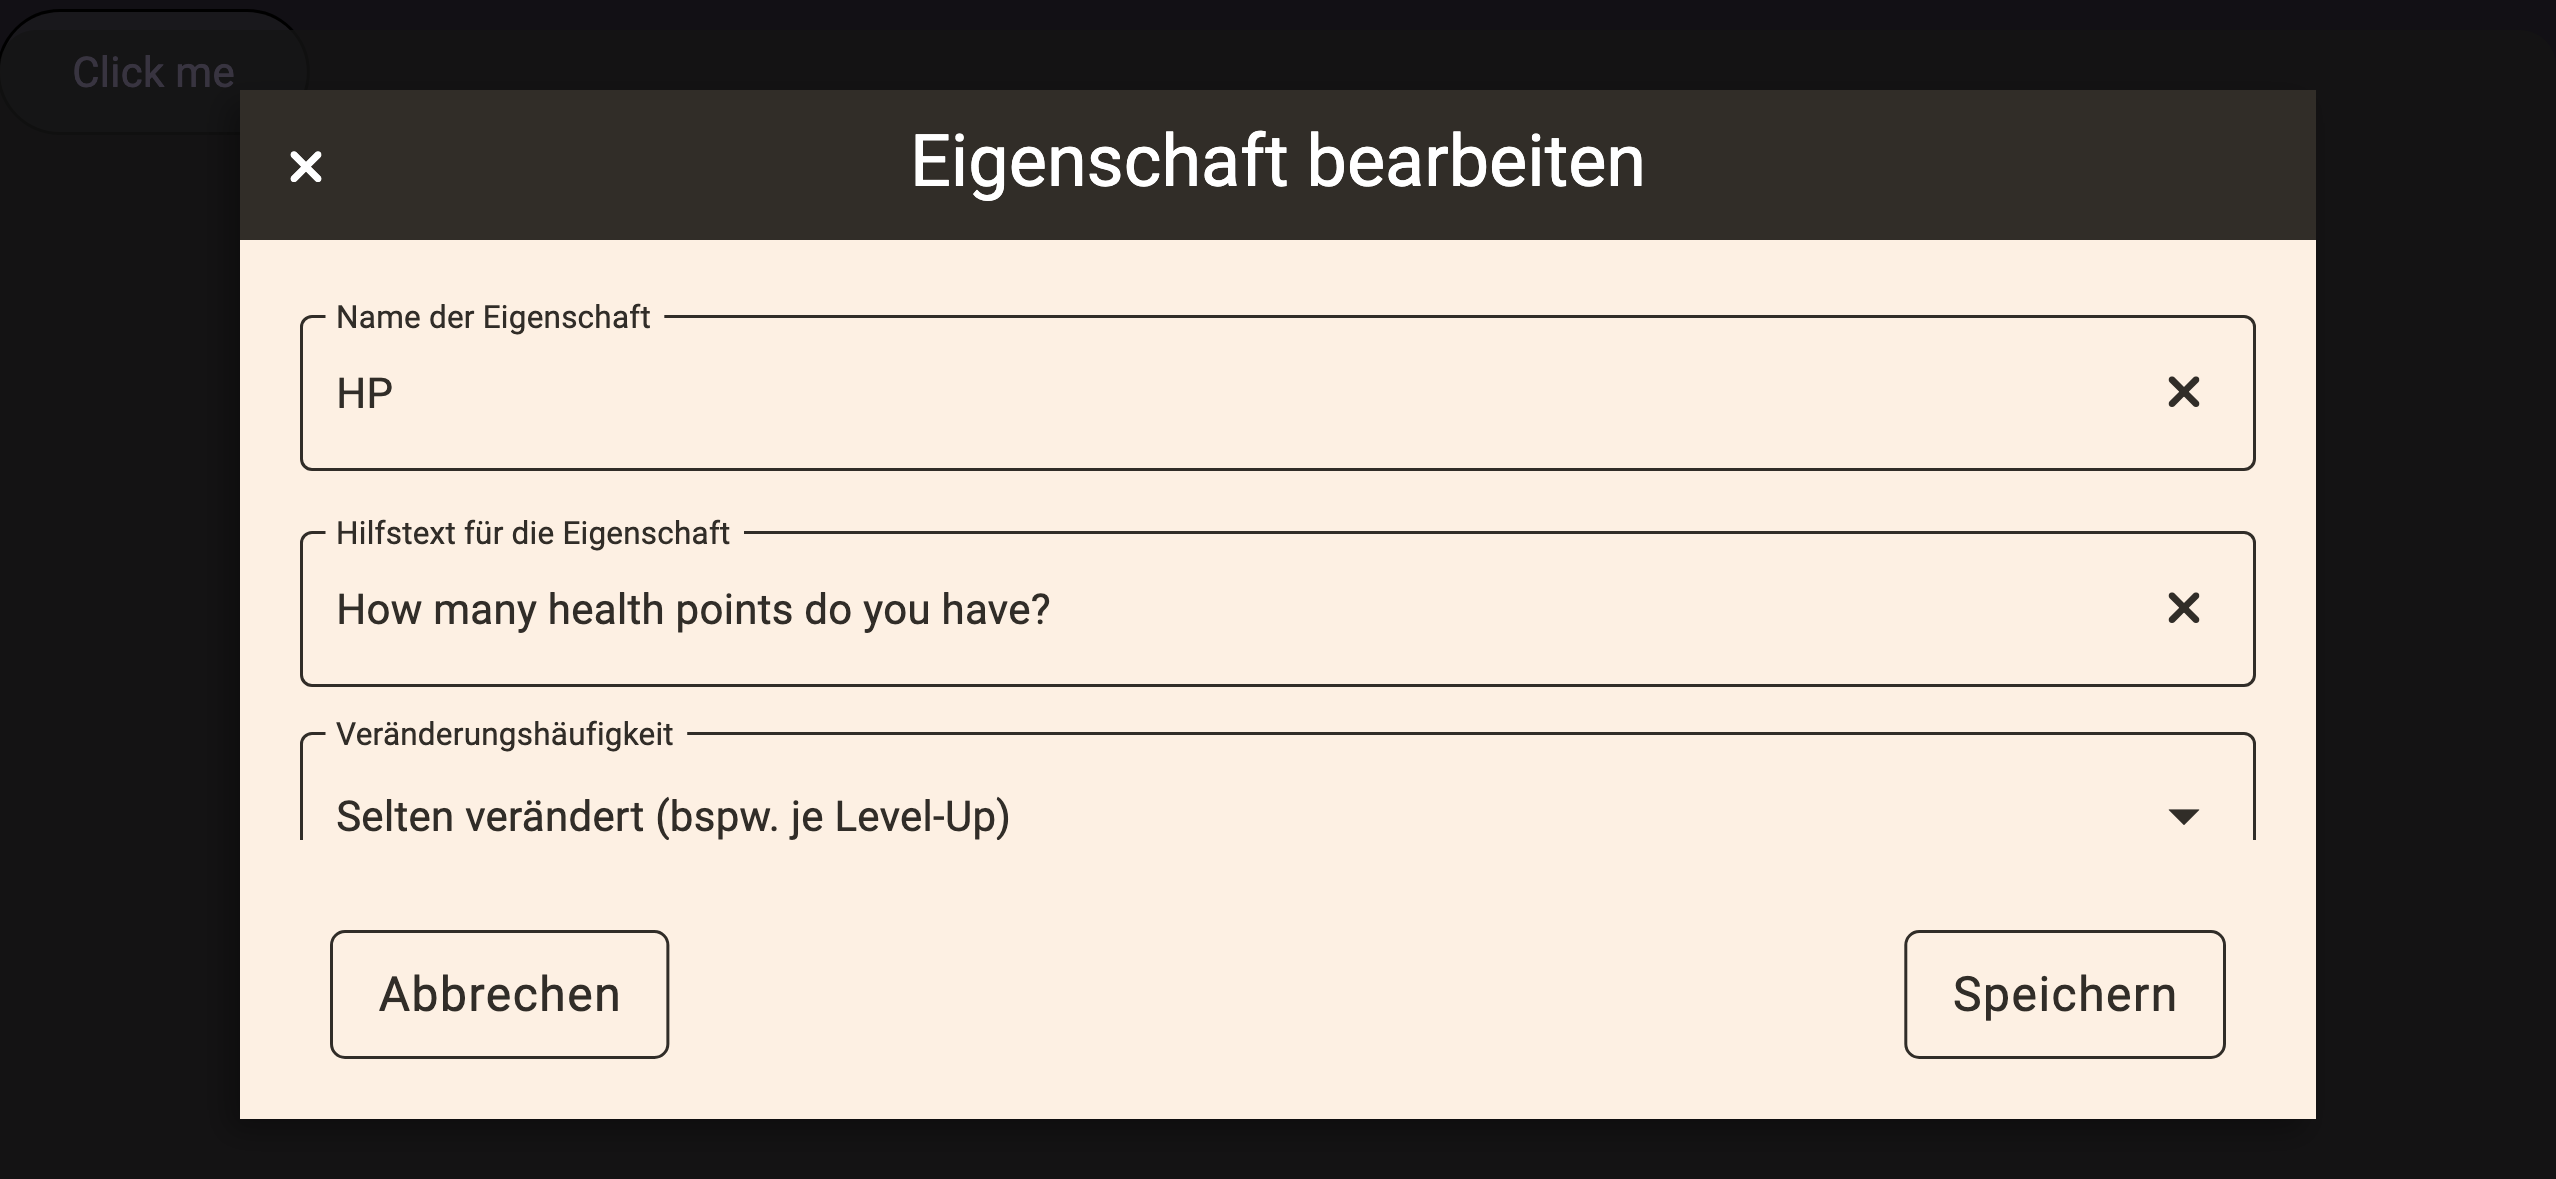 Click me
Eigenschaft bearbeiten
Name der Eigenschaft
HP
Hilfstext für die Eigenschaft
How many health points do you have?
Veränderungshäufigkeit
Selten verändert (bspw. je Level-Up)
Abbrechen
Speichern